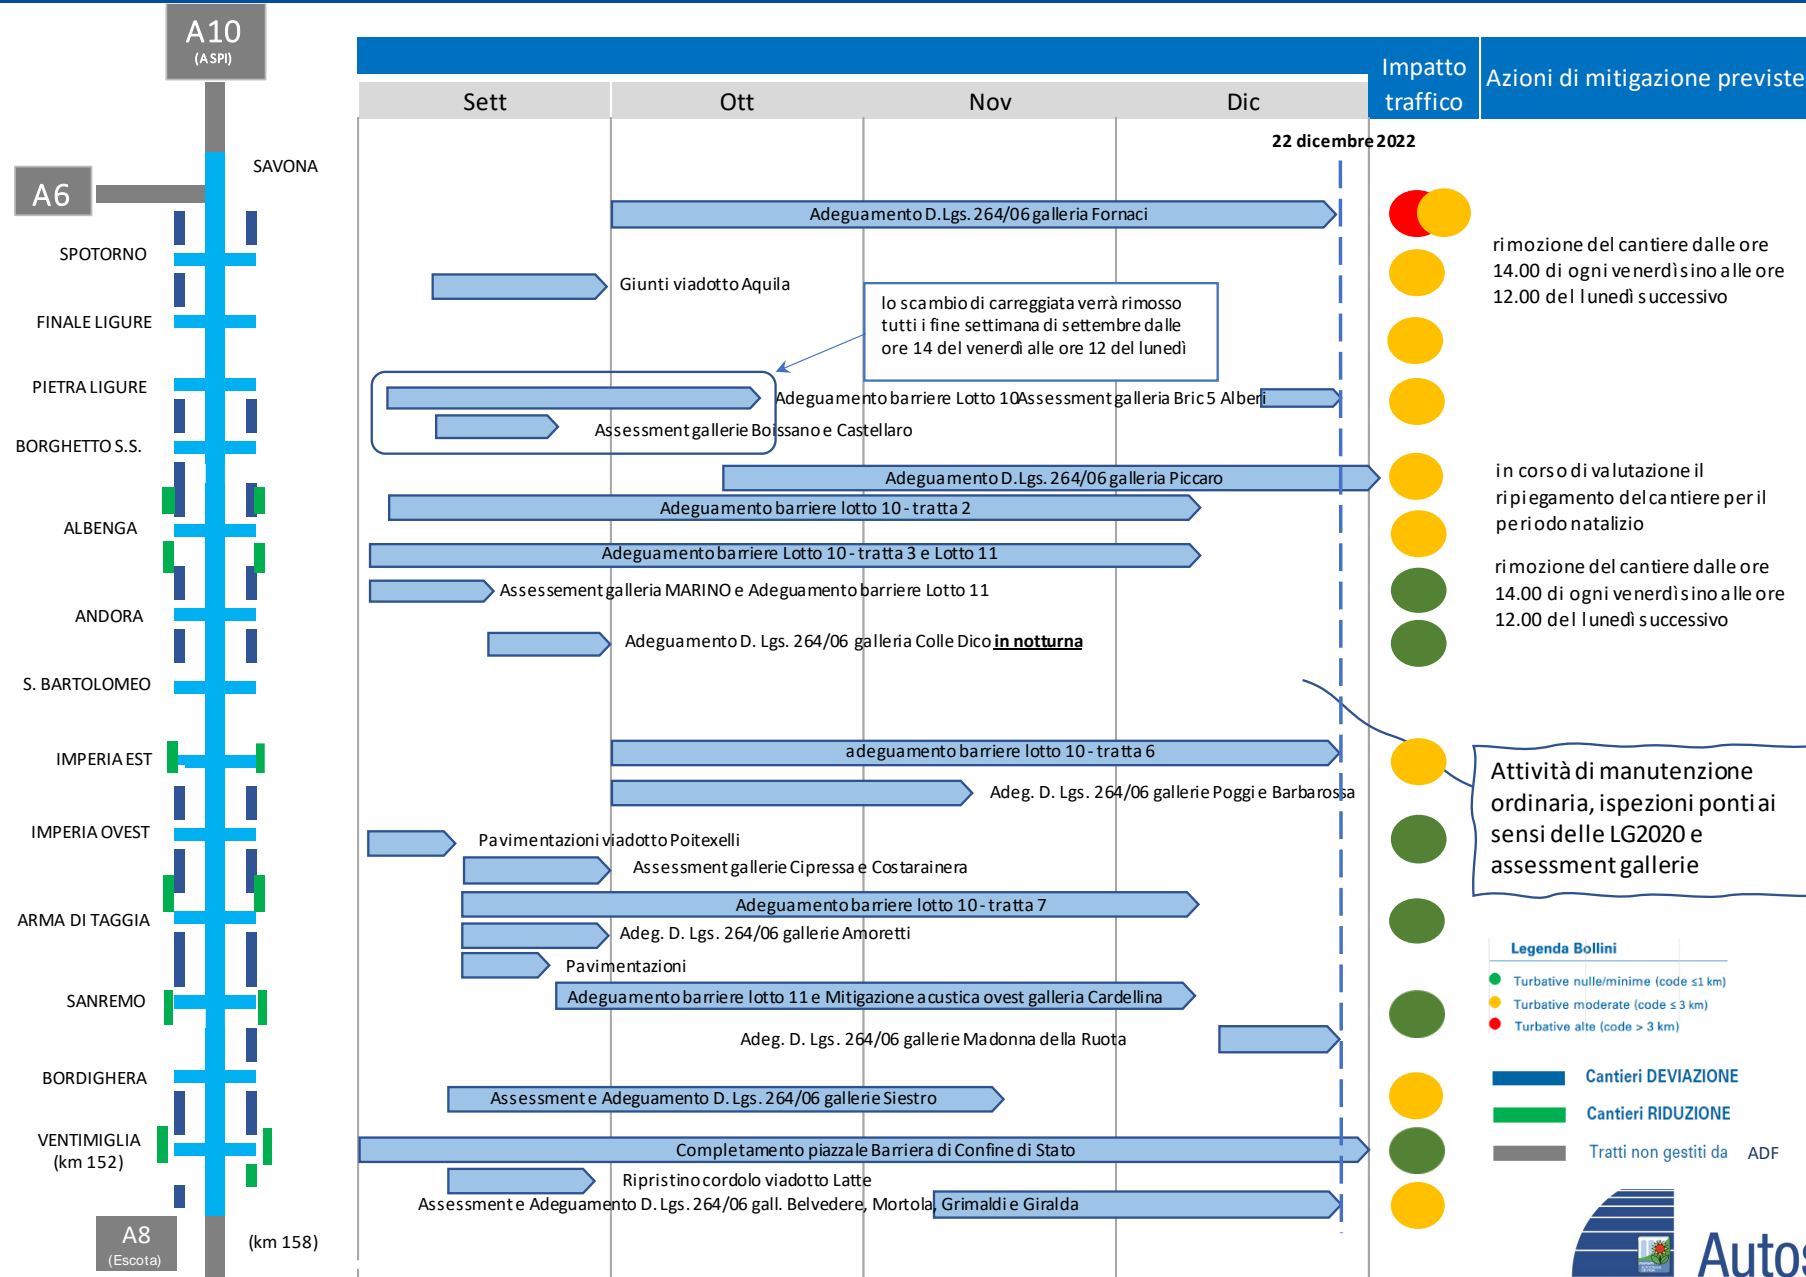 A10
(ASPI)
A6
SAVONA
SPOTORNO
FINALE LIGURE
PIETRA LIGURE
BORGHETTO S.S.
ALBENGA
ANDORA
S. BARTOLOMEO
IMPERIA EST
IMPERIA OVEST
ARMA DI TAGGIA
SANREMO
BORDIGHERA
VENTIMIGLIA
(km 152)
A8
(Escota)
(km 158)
Sett
Ott
Nov
Dic
Impatto
traffico
Azioni di mitigazione previste
22 dicembre 2022
Adeguamento D.Lgs. 264/06 galleria Fornaci
Giunti viadotto Aquila
lo scambio di carreggiata verrà rimosso
tutti i fine settimana di settembre dalle
ore 14 del venerdì alle ore 12 del lunedì
Adeguamento barriere Lotto 10
Assessment galleria Bric 5 Alberi
Assessment gallerie Boissano e Castellaro
Adeguamento D.Lgs. 264/06 galleria Piccaro
Adeguamento barriere lotto 10 - tratta 2
Adeguamento barriere Lotto 10 - tratta 3 e Lotto 11
Assessement galleria MARINO e Adeguamento barriere Lotto 11
Adeguamento D. Lgs. 264/06 galleria Colle Dico in notturna
adeguamento barriere lotto 10 - tratta 6
Adeg. D. Lgs. 264/06 gallerie Poggi e Barbarossa
Pavimentazioni viadotto Poitexelli
Assessment gallerie Cipressa e Costarainera
Adeguamento barriere lotto 10 - tratta 7
Adeg. D. Lgs. 264/06 gallerie Amoretti
Pavimentazioni
Adeguamento barriere lotto 11 e Mitigazione acustica ovest galleria Cardellina
Adeg. D. Lgs. 264/06 gallerie Madonna della Ruota
Assessment e Adeguamento D. Lgs. 264/06 gallerie Siestro
Completamento piazzale Barriera di Confine di Stato
Ripristino cordolo viadotto Latte
Assessment e Adeguamento D. Lgs. 264/06 gall. Belvedere, Mortola, Grimaldi e Giralda
rimozione del cantiere dalle ore
14.00 di ogni venerdì sino alle ore
12.00 del lunedì successivo
in corso di valutazione il
ripiegamento del cantiere per il
periodo natalizio
rimozione del cantiere dalle ore
14.00 di ogni venerdì sino alle ore
12.00 del lunedì successivo
Attività di manutenzione
ordinaria, ispezioni ponti ai
sensi delle LG2020 e
assessment gallerie
Legenda Bollini
Turbative nulle/minime (code ≤1 km)
Turbative moderate (code ≤ 3 km)
Turbative alte (code > 3 km)
Cantieri DEVIAZIONE
Cantieri RIDUZIONE
Tratti non gestiti da ADF
Autos